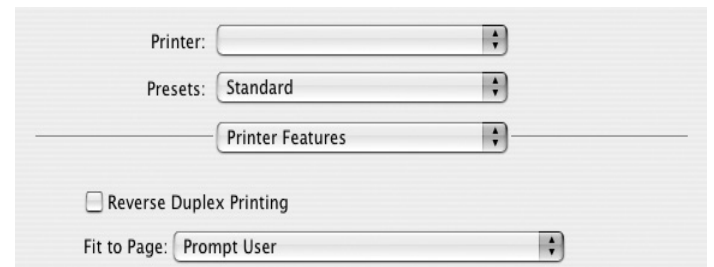 Printer:
Presets: Standard
Printer Features
Reverse Duplex Printing
Fit to Page: Prompt User